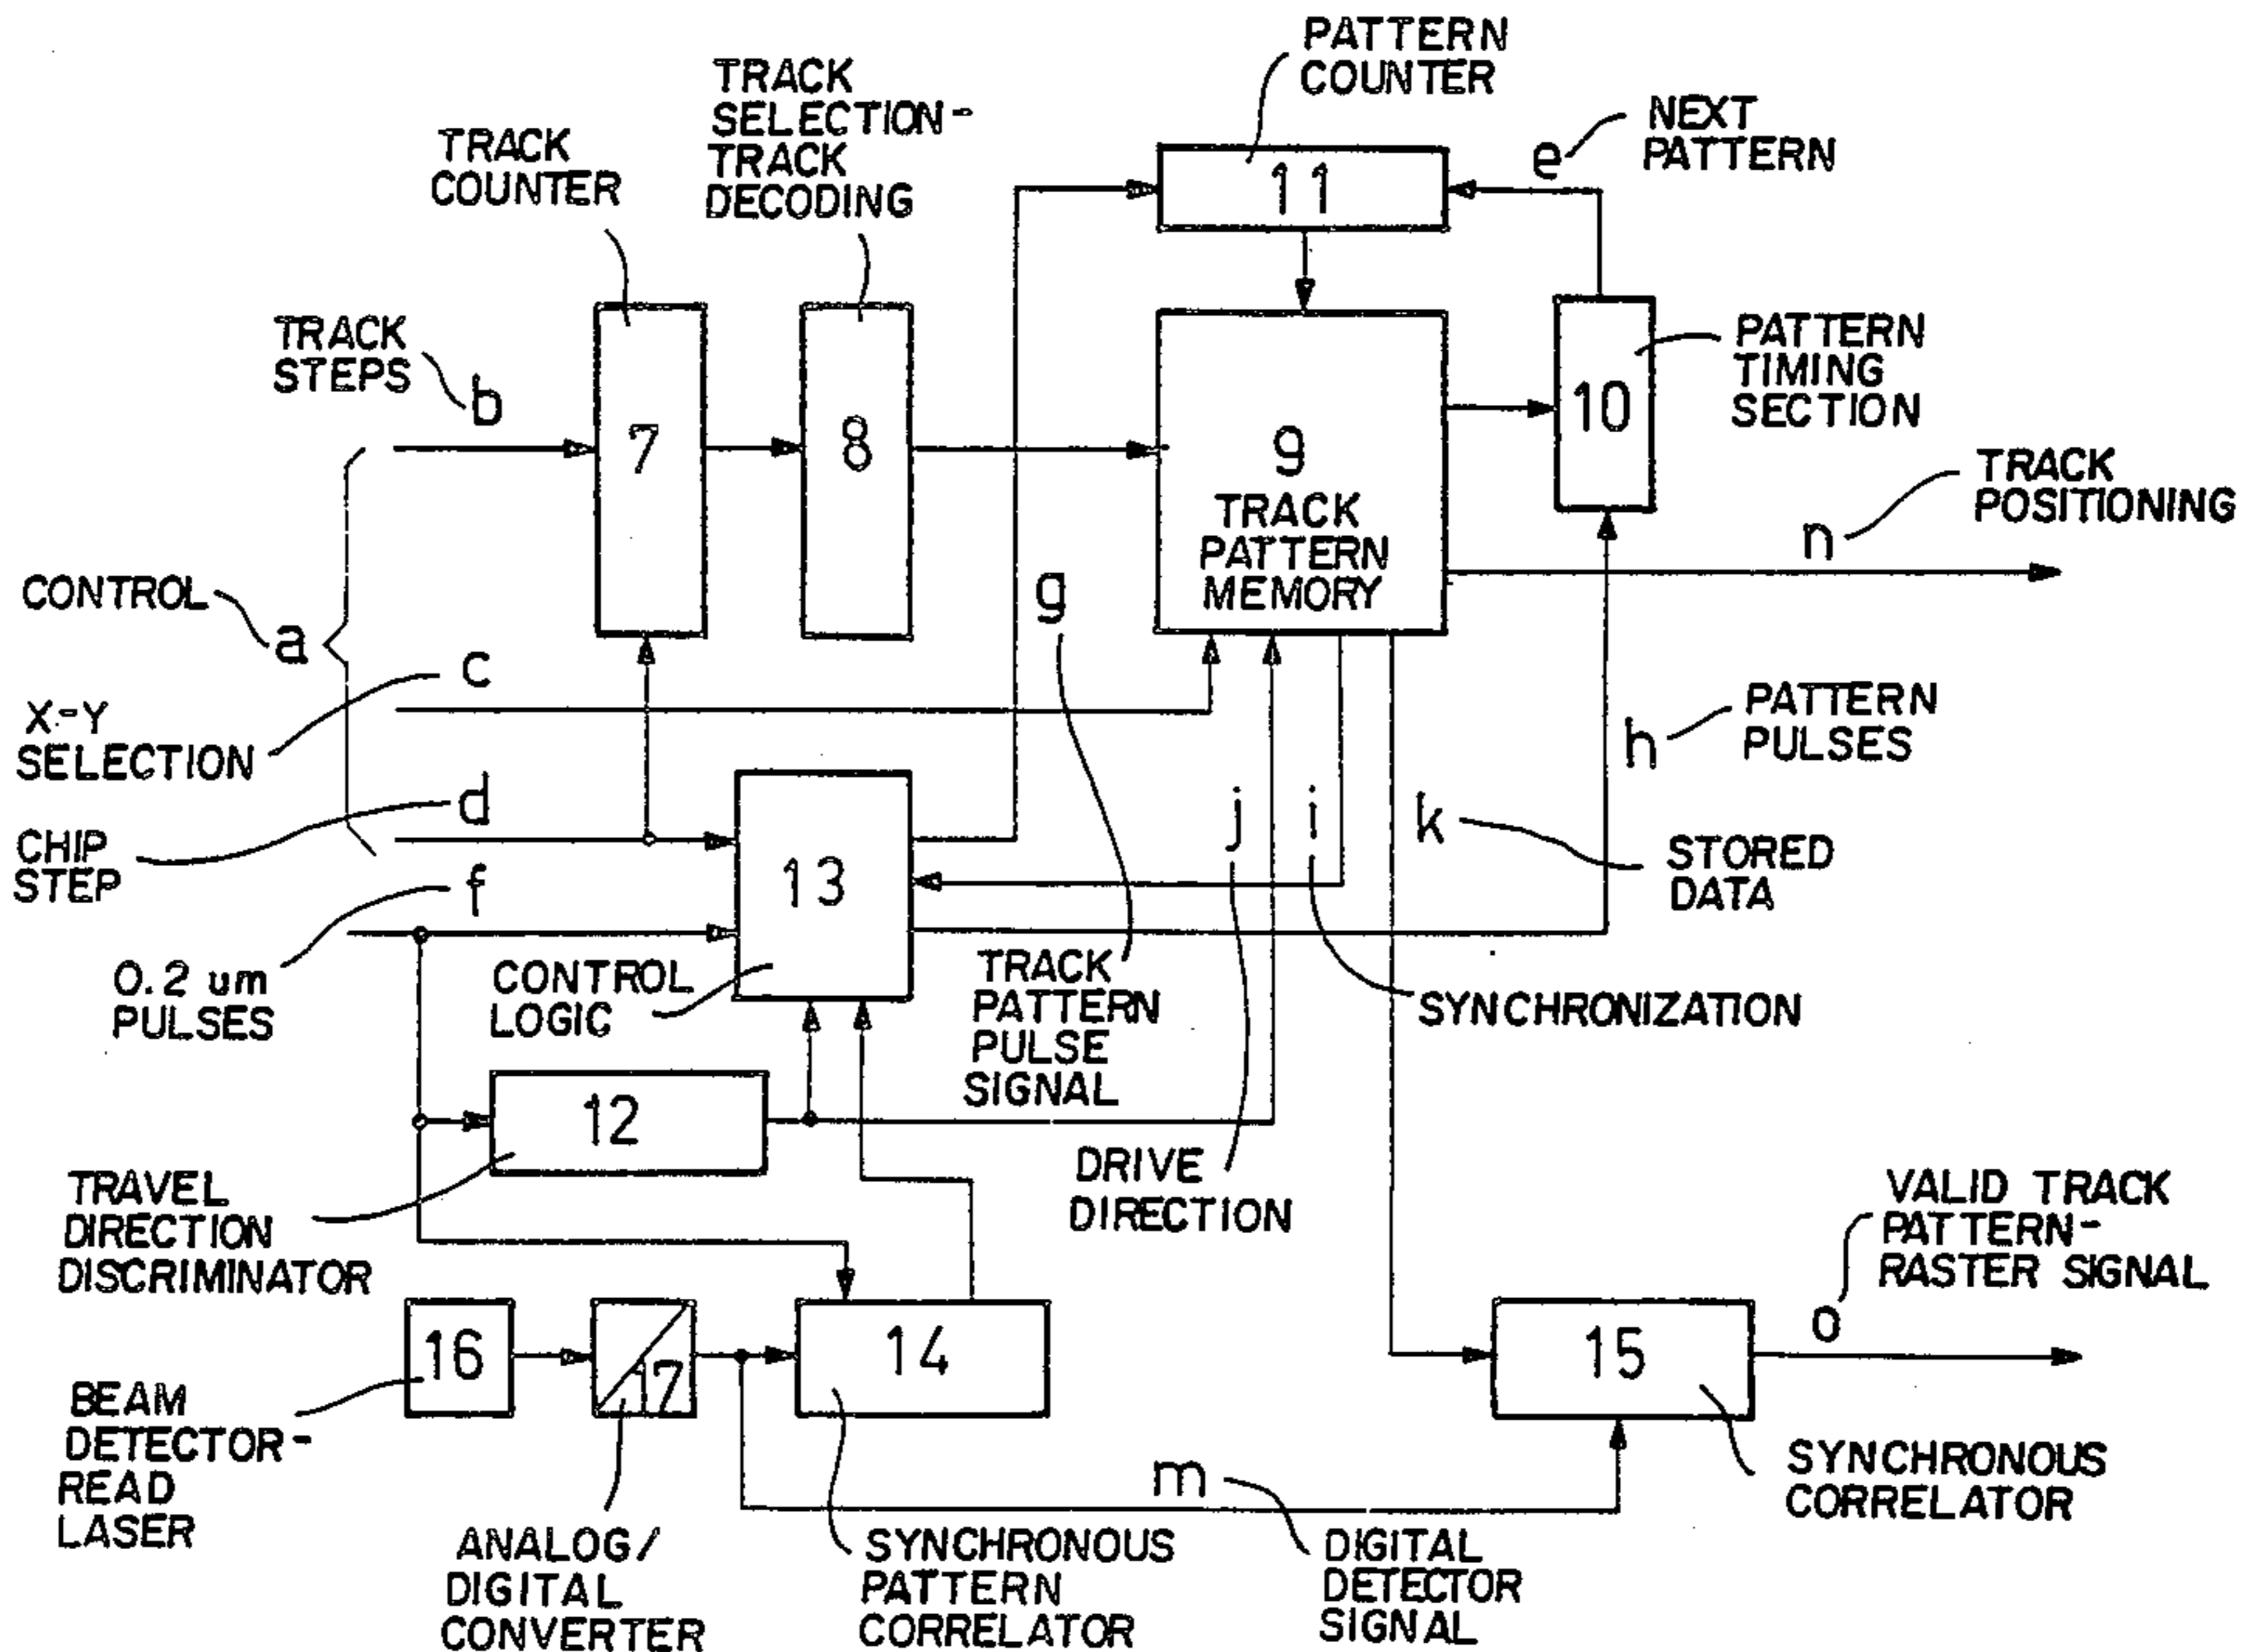 PATTERN
COUNTER
TRACK
SELECTION-
TRACK
DECODING
TRACK
COUNTER
NEXT
PATTERN
e
11
TRACK
STEPS
b
PATTERN
TIMING
SECTION
10
7
8
9
TRACK
PATTERN
MEMORY
TRACK
POSITIONING
n
CONTROL
a
g
c
X-Y
SELECTION
PATTERN
PULSES
h
d
j
i
k
CHIP
STEP
13
STORED
DATA
f
0.2 um
PULSES
CONTROL
LOGIC
TRACK
PATTERN
PULSE
SIGNAL
SYNCHRONIZATION
12
TRAVEL
DIRECTION
DISCRIMINATOR
DRIVE
DIRECTION
VALID TRACK
PATTERN-
RASTER SIGNAL
o
16
17
14
15
BEAM
DETECTOR-
READ
LASER
m
SYNCHRONOUS
CORRELATOR
ANALOG/
DIGITAL
CONVERTER
SYNCHRONOUS
PATTERN
CORRELATOR
DIGITAL
DETECTOR
SIGNAL